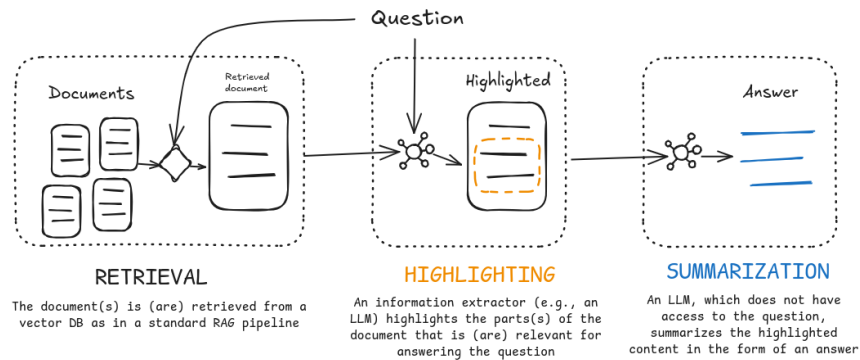 Question
Documents
Retrieved
document
Highlighted
Answer
RETRIEVAL
The document(s) is (are) retrieved from a
vector DB as in a standard RAG pipeline
HIGHLIGHTING
An information extractor (e.g., an
LLM) highlights the parts(s) of the
document that is (are) relevant for
answering the question
SUMMARIZATION
An LLM, which does not have
access to the question,
summarizes the highlighted
content in the form of an answer